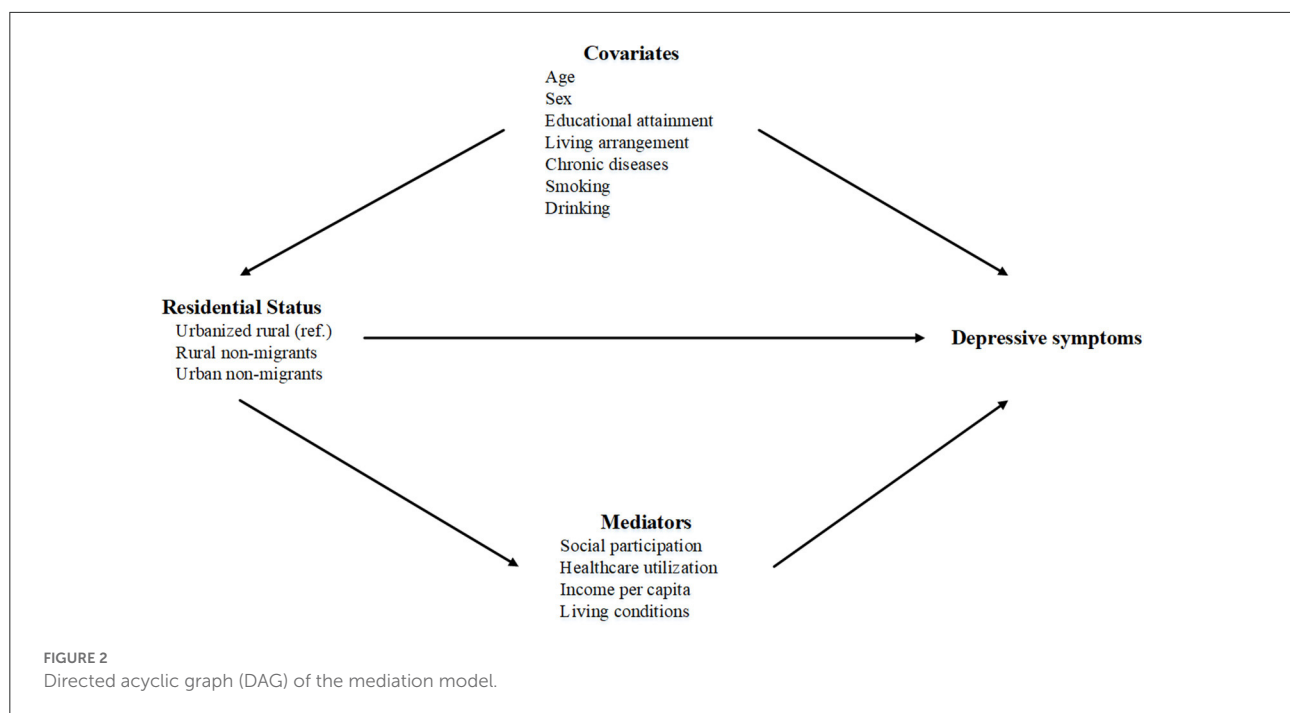 Covariates
Age
Sex
Educational attainment
Living arrangement
Chronic diseases
Smoking
Drinking
Residential Status
Urbanized rural (ref.)
Rural non-migrants
Urban non-migrants
Depressive symptoms
Mediators
Social participation
Healthcare utilization
Income per capita
Living conditions
FIGURE 2
Directed acyclic graph (DAG) of the mediation model.